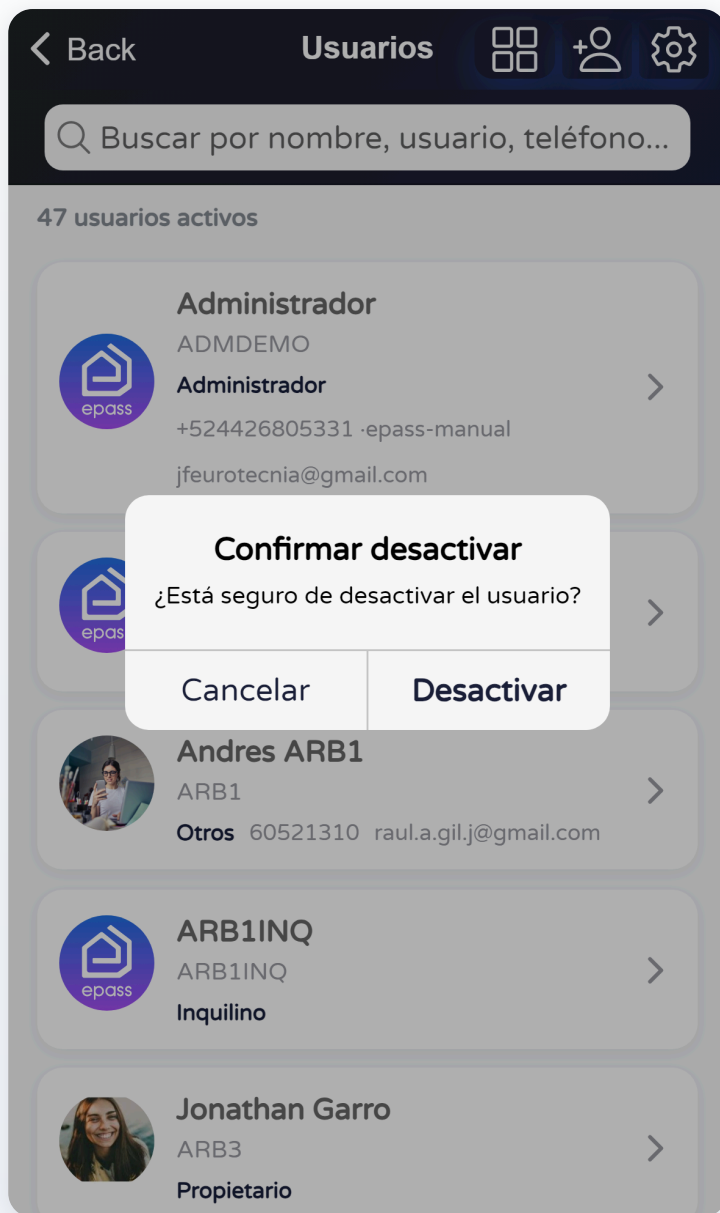 Back
Usuarios
Buscar por nombre, usuario, teléfono...
47 usuarios activos
Administrador
ADMDEMO
Administrador
epass
+524426805331 ·epass-manual
jfeurotecnia@gmail.com
Confirmar desactivar
¿Está seguro de desactivar el usuario?
epas
Cancelar
Desactivar
Andres ARB1
ARB1
Otros 60521310 raul.a.gil.j@gmail.com
ARB1INQ
ARB1INQ
epass
Inquilino
Jonathan Garro
ARB3
Propietario